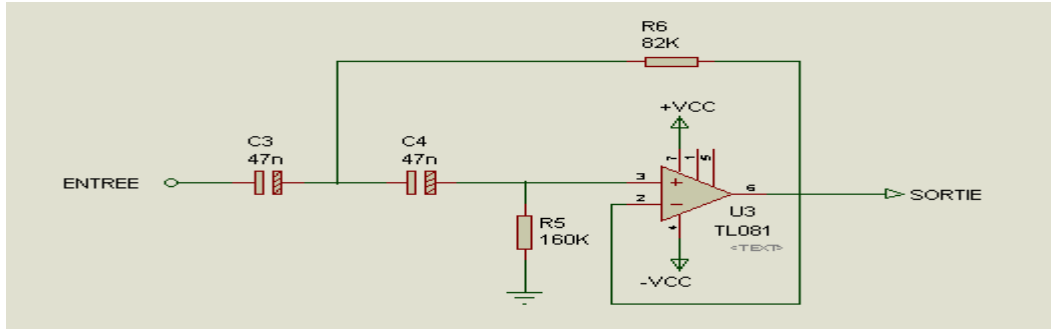 R6
82K
+VCC
C3
47n
C4
47n
7
1
5
ENTREE
3
2
6
SORTIE
R5
160K
U3
TL081
<TEXT>
4
-VCC